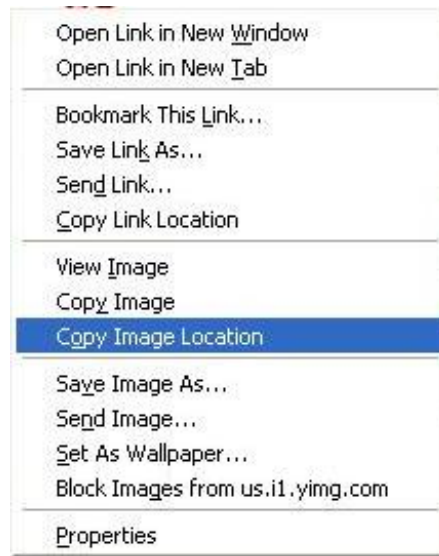 Open Link in New Window
Open Link in New Tab
Bookmark This Link...
Save Link As...
Send Link...
Copy Link Location
View Image
Copy Image
Copy Image Location
Save Image As...
Send Image...
Set As Wallpaper...
Block Images from us.i1.yimg.com
Properties